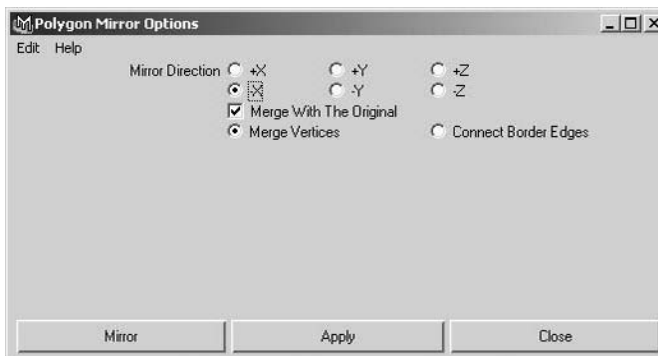 Polygon Mirror Options
Edit Help
Mirror Direction +X +Y +Z
-X -Y -Z
Merge With The Original
Merge Vertices Connect Border Edges
Mirror Apply Close